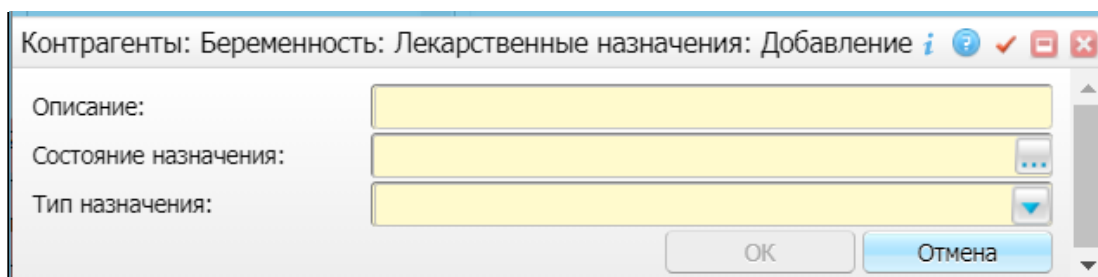 Контрагенты: Беременность: Лекарственные назначения: Добавление
Описание:
Состояние назначения:
...
Тип назначения:
ОК Отмена